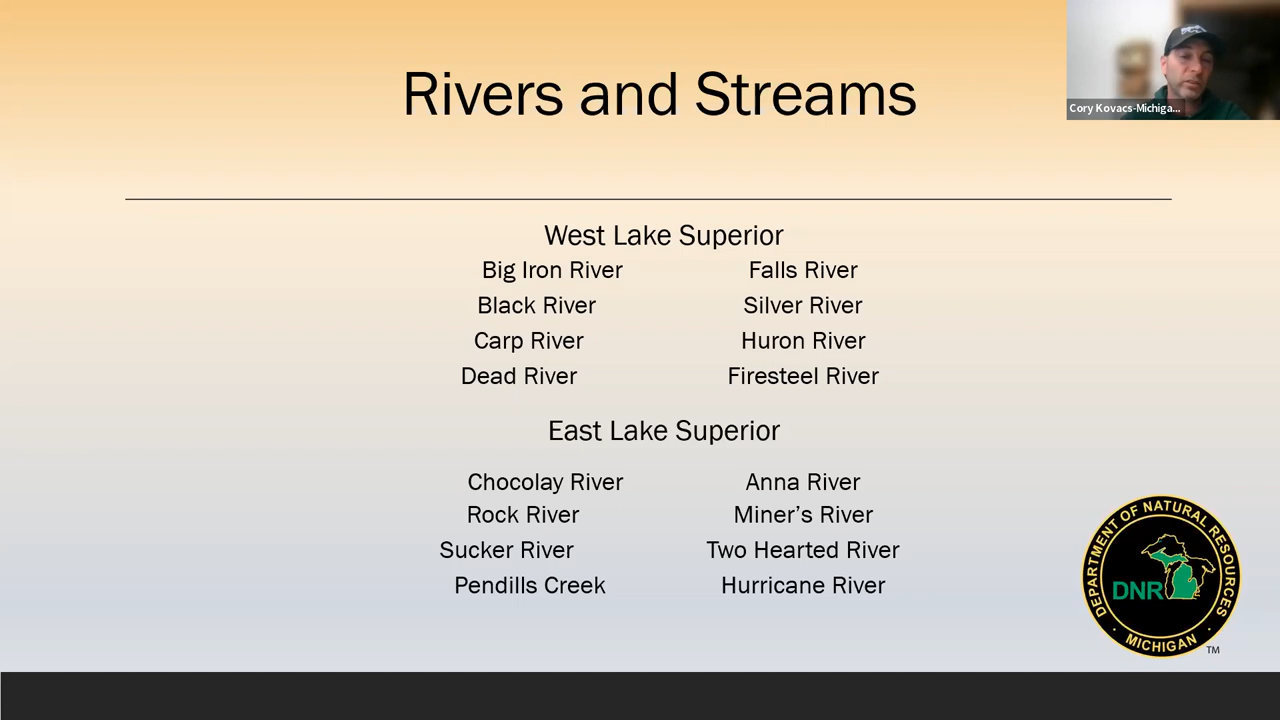 Rivers and Streams
Cory Kovacs-Michiga...
West Lake Superior
Big Iron River Falls River
Black River Silver River
Carp River Huron River
Dead River Firesteel River
East Lake Superior
Chocolay River Anna River
Rock River Miner’s River
Sucker River Two Hearted River
Pendills Creek Hurricane River
DEPARTMENT OF NATURAL RESOURCES
DNR
MICHIGAN
TM